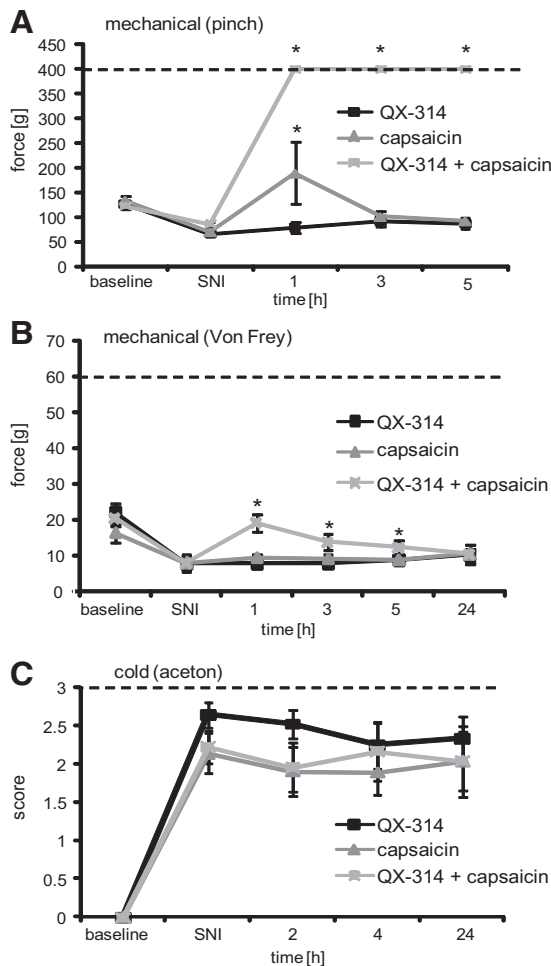 A mechanical (pinch)
450
400
350
300
250
200
150
100
50
0
force [g]
* * *
*
QX-314
capsaicin
QX-314 + capsaicin
baseline SNI 1 3 5
time [h]
B mechanical (Von Frey)
70
60
50
40
30
20
10
0
force [g]
QX-314
capsaicin
QX-314 + capsaicin
* * *
baseline SNI 1 3 5 24
time [h]
C cold (aceton)
3
2.5
2
1.5
1
0.5
0
score
QX-314
capsaicin
QX-314 + capsaicin
baseline SNI 2 4 24
time [h]